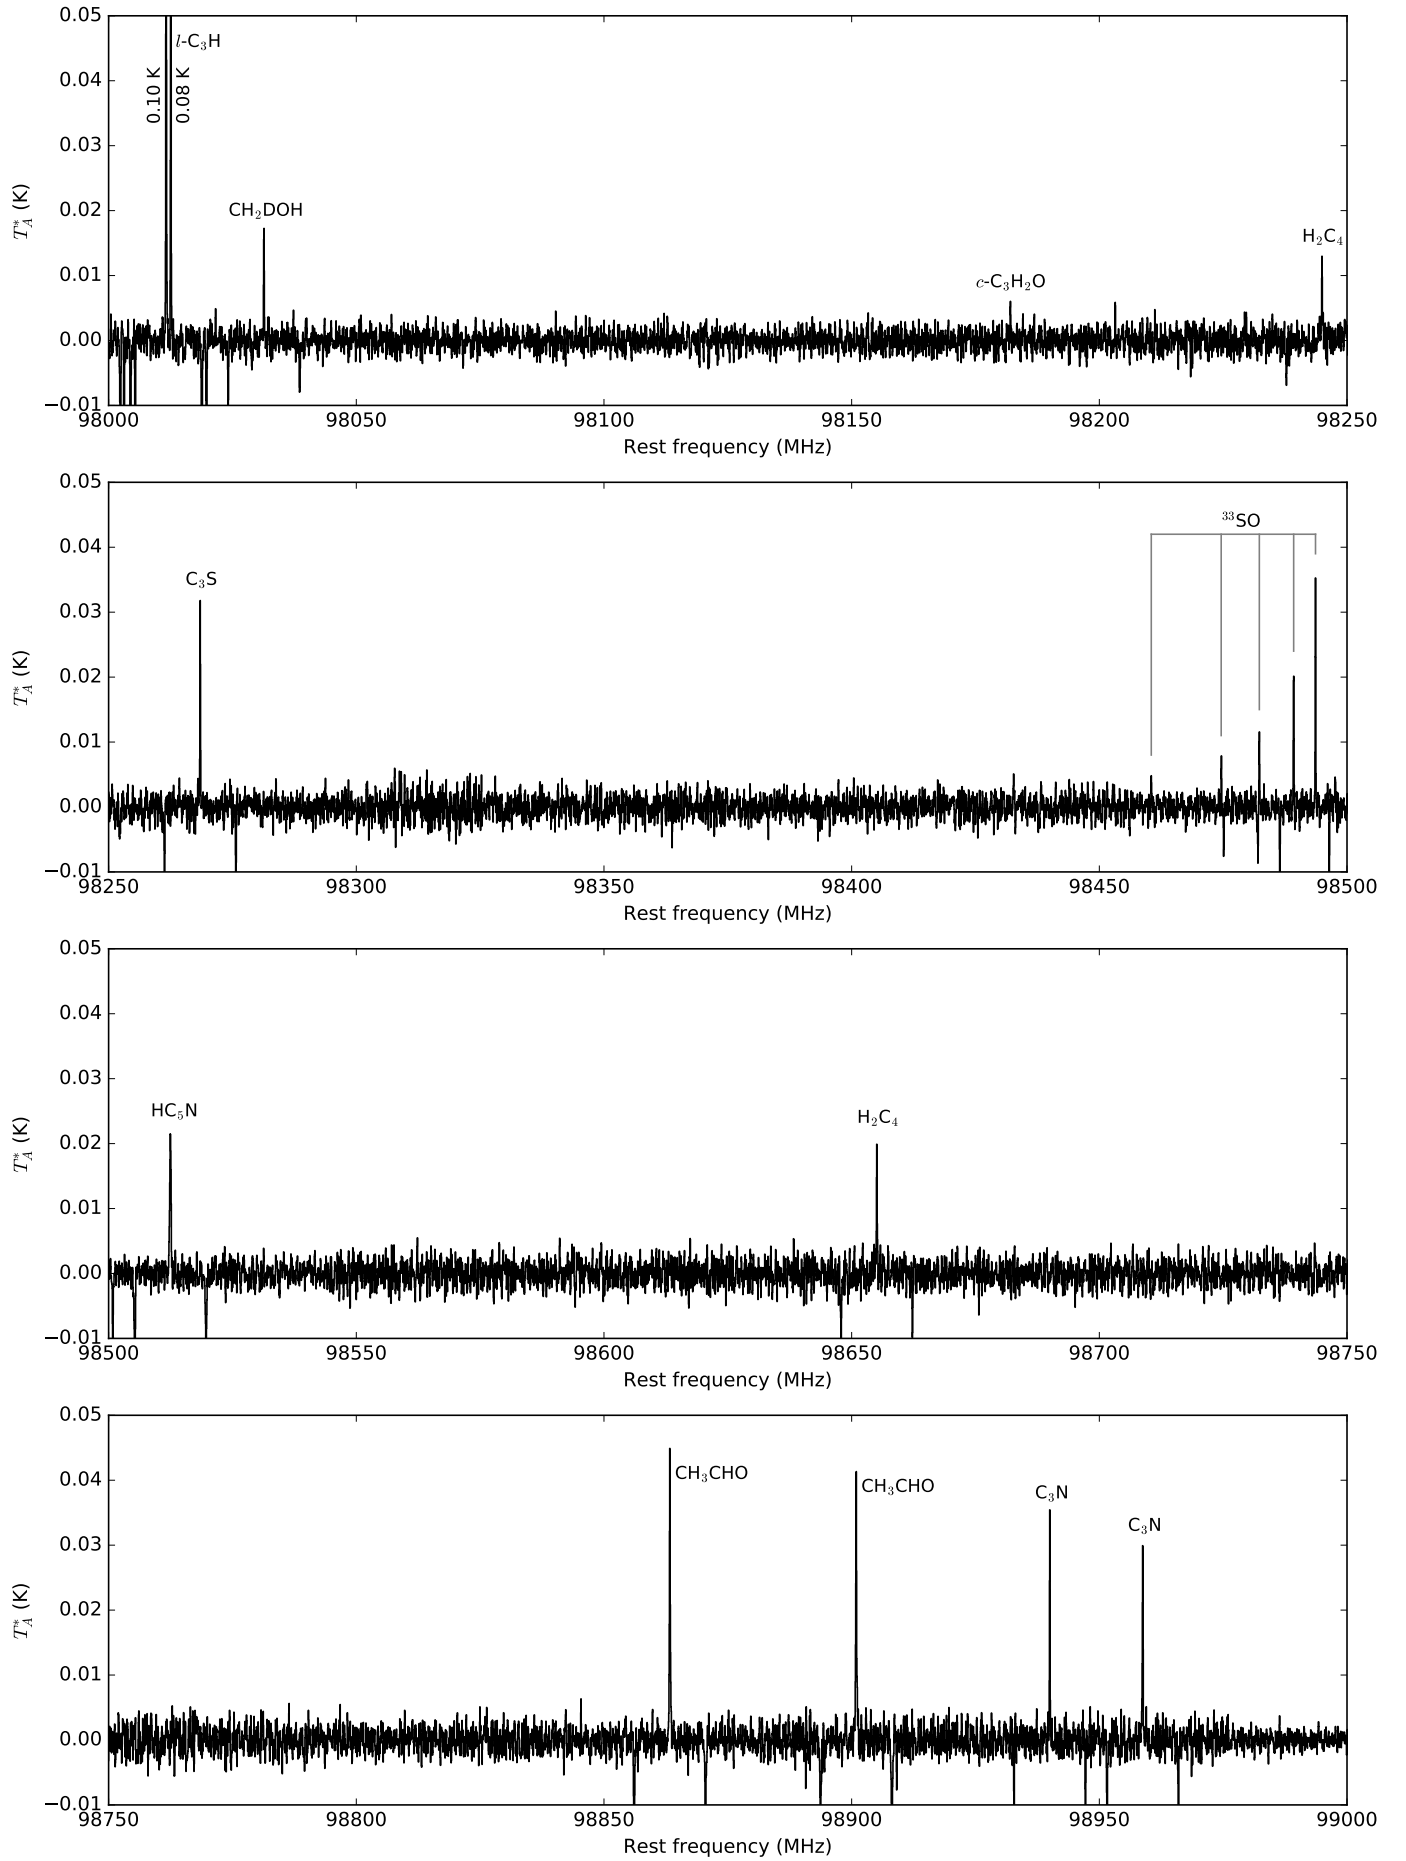 0.05
l-C₃H
0.04
0.10 K
0.08 K
0.03
T*A (K)
0.02
CH₂DOH
H₂C₄
0.01
c-C₃H₂O
0.00
−0.01
98000 98050 98100 98150 98200 98250
Rest frequency (MHz)
0.05
³³SO
0.04
C₃S
0.03
T*A (K)
0.02
0.01
0.00
−0.01
98250 98300 98350 98400 98450 98500
Rest frequency (MHz)
0.05
0.04
0.03
HC₅N
H₂C₄
T*A (K)
0.02
0.01
0.00
−0.01
98500 98550 98600 98650 98700 98750
Rest frequency (MHz)
0.05
CH₃CHO
CH₃CHO
0.04
C₃N
C₃N
0.03
T*A (K)
0.02
0.01
0.00
−0.01
98750 98800 98850 98900 98950 99000
Rest frequency (MHz)